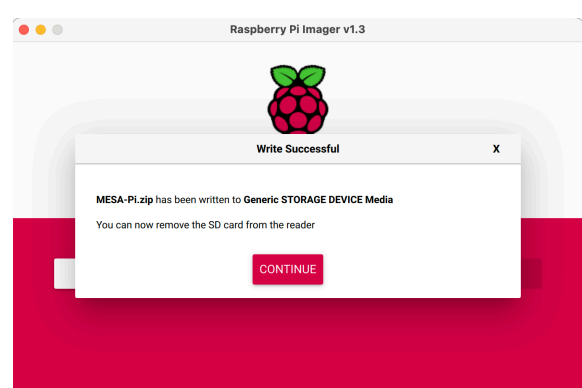 Raspberry Pi Imager v1.3
Write Successful
X
MESA-Pi.zip has been written to Generic STORAGE DEVICE Media
You can now remove the SD card from the reader
CONTINUE